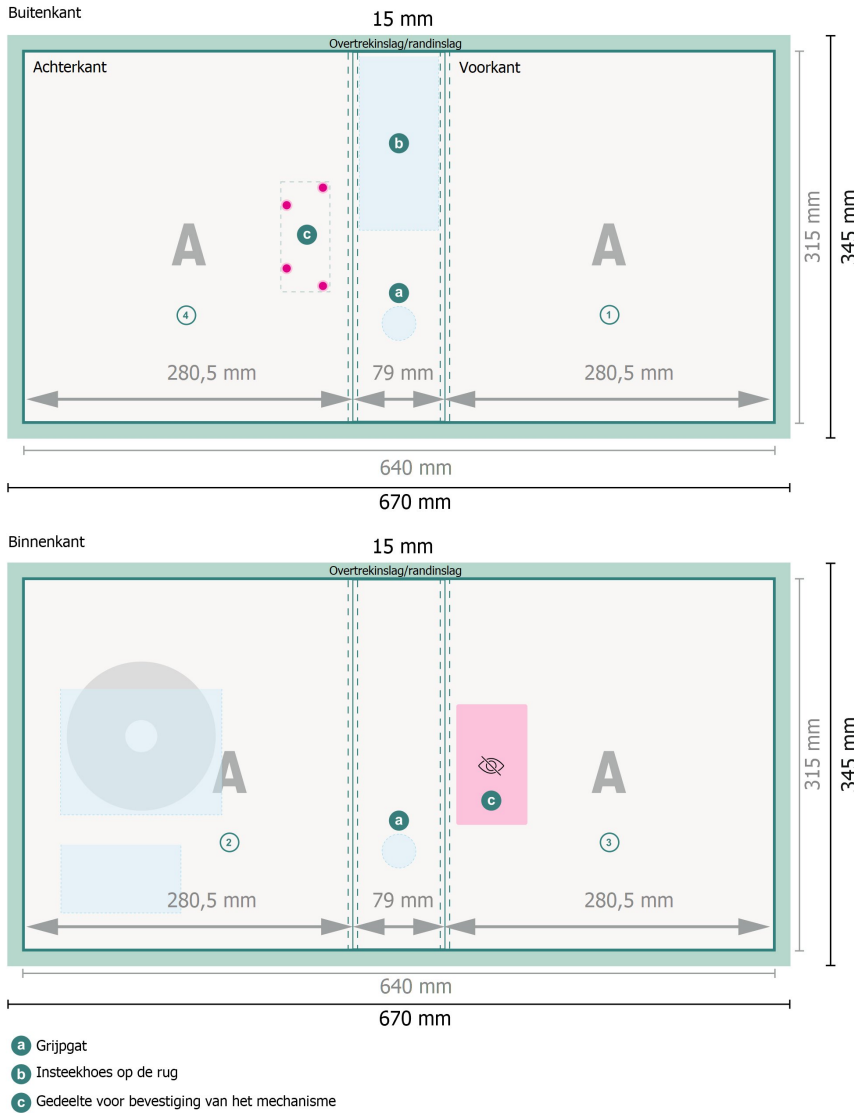 Buitenkant
15 mm
Overtrekinslag/randinslag
Achterkant
Voorkant
b
c
a
A
A
4
1
280,5 mm
79 mm
280,5 mm
315 mm
345 mm
640 mm
670 mm
Binnenkant
15 mm
Overtrekinslag/randinslag
A
A
c
a
2
3
280,5 mm
79 mm
280,5 mm
315 mm
345 mm
640 mm
670 mm
a Grijpgat
b Insteekhoes op de rug
c Gedeelte voor bevestiging van het mechanisme